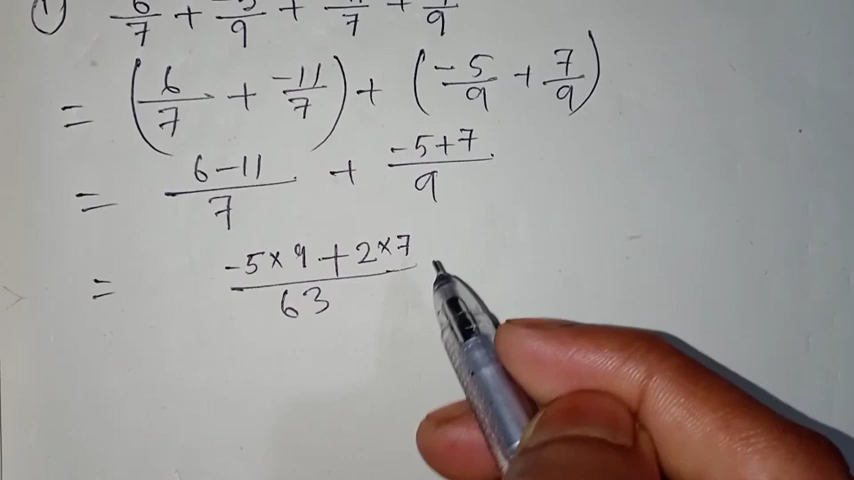 (1) 6/7 + -5/9 + -11/7 + 7/9
= (6/7 + -11/7) + (-5/9 + 7/9)
= 6-11/7 + -5+7/9
= -5×9+2×7/63